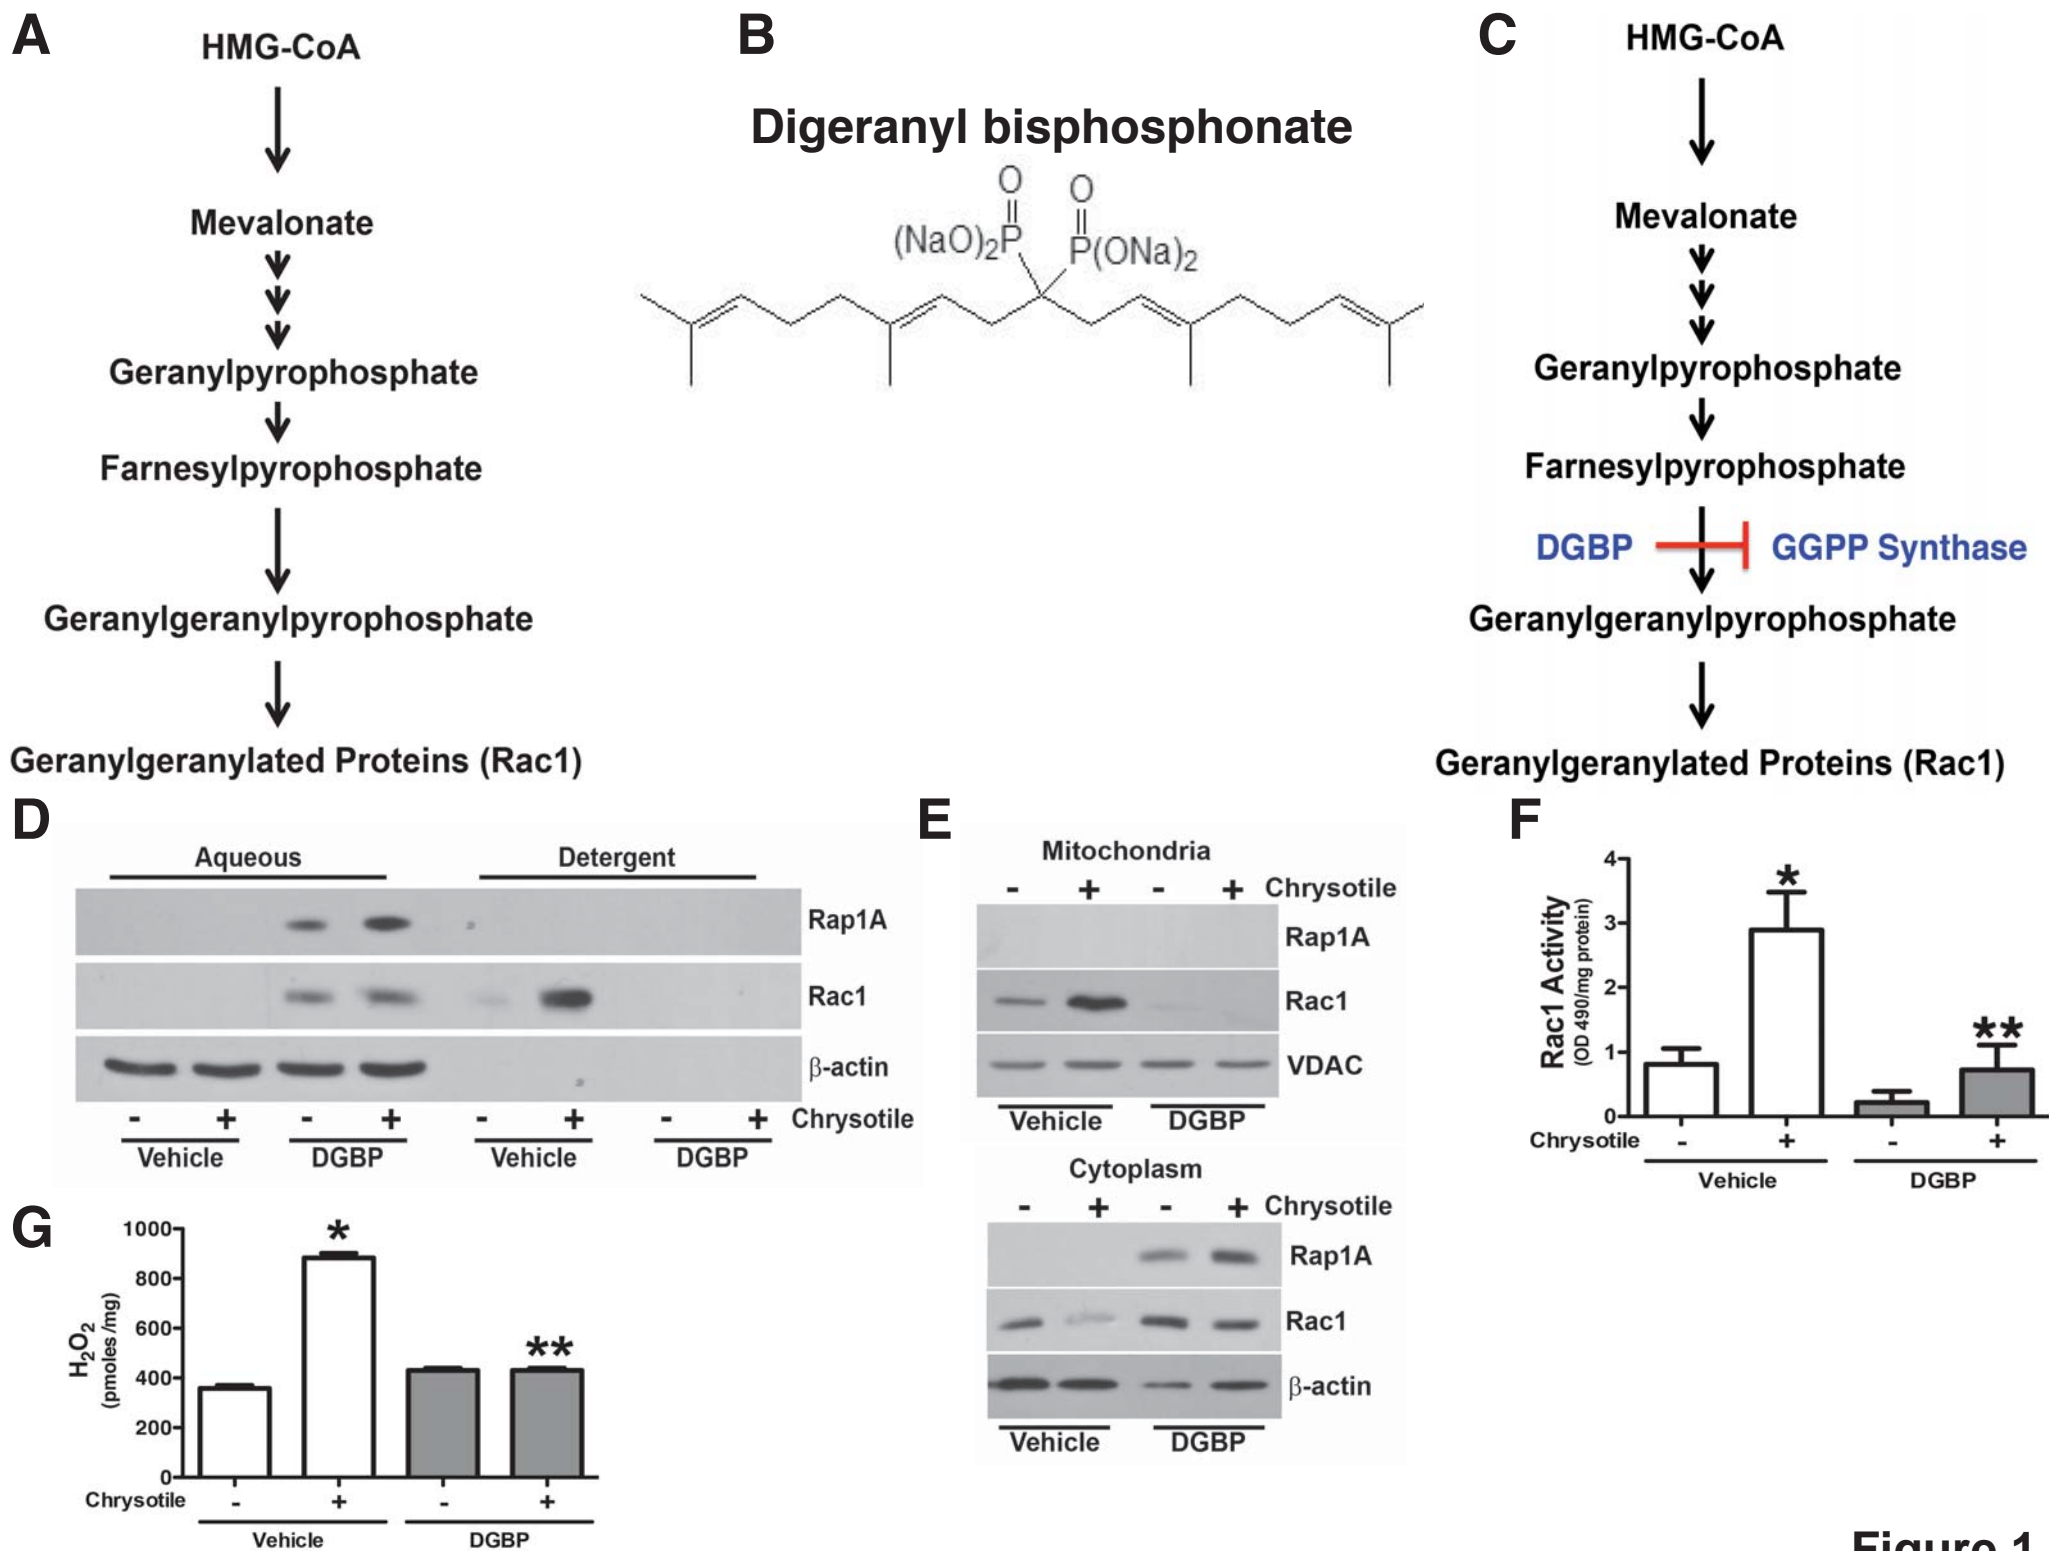 A
HMG-CoA
Mevalonate
Geranylpyrophosphate
Farnesylpyrophosphate
Geranylgeranylpyrophosphate
Geranylgeranylated Proteins (Rac1)
B
Digeranyl bisphosphonate
O O
(NaO)₂P P(ONa)₂
C
HMG-CoA
Mevalonate
Geranylpyrophosphate
Farnesylpyrophosphate
DGBP GGPP Synthase
Geranylgeranylpyrophosphate
Geranylgeranylated Proteins (Rac1)
D
Aqueous Detergent
Rap1A
Rac1
β-actin
- + - + - + - + Chrysotile
Vehicle DGBP Vehicle DGBP
E
Mitochondria
- + - + Chrysotile
Rap1A
Rac1
VDAC
Vehicle DGBP
Cytoplasm
- + - + Chrysotile
Rap1A
Rac1
β-actin
Vehicle DGBP
F
Rac1 Activity
(OD 490/mg protein)
4
3
2
1
0
*
**
Chrysotile - + - +
Vehicle DGBP
G
H₂O₂
(pmoles/mg)
1000
800
600
400
200
0
*
**
Chrysotile - + - +
Vehicle DGBP
Figure 1